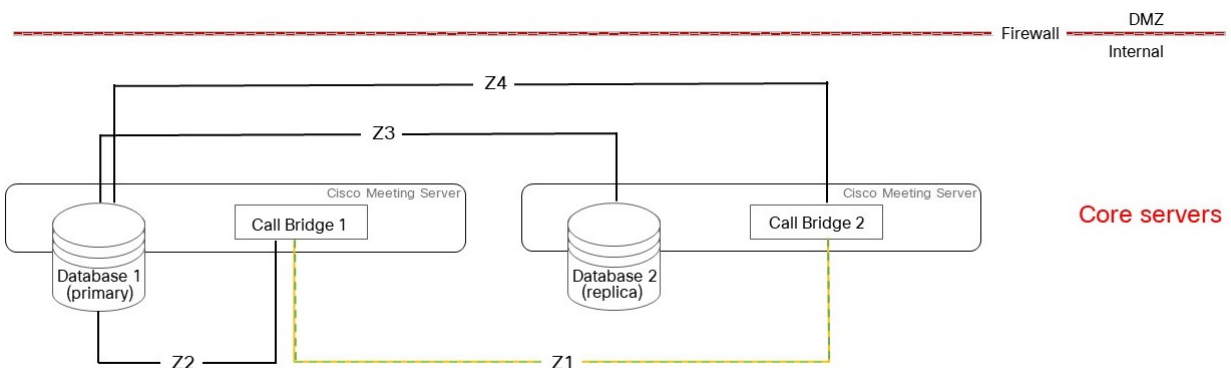 DMZ
Firewall
Internal
Z4
Z3
Cisco Meeting Server
Cisco Meeting Server
Call Bridge 1
Call Bridge 2
Core servers
Database 1
(primary)
Database 2
(replica)
Z2
Z1